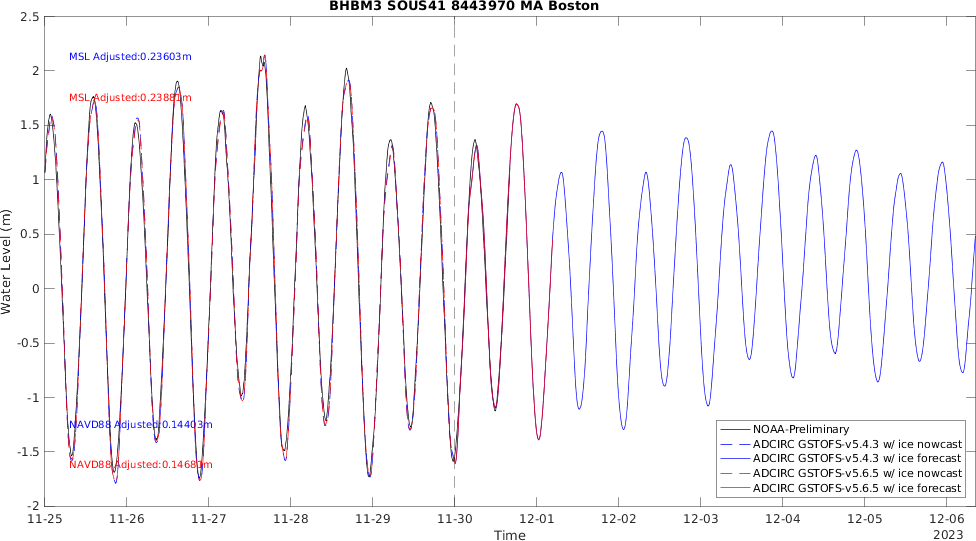 BHBM3 SOUS41 8443970 MA Boston
2.5
2
1.5
1
0.5
0
-0.5
-1
-1.5
-2
Water Level (m)
MSL Adjusted:0.23603m
MSL Adjusted:0.23881m
NAVD88 Adjusted:0.14403m
NAVD88 Adjusted:0.14681m
NOAA-Preliminary
ADCIRC GSTOFS-v5.4.3 w/ ice nowcast
ADCIRC GSTOFS-v5.4.3 w/ ice forecast
ADCIRC GSTOFS-v5.6.5 w/ ice nowcast
ADCIRC GSTOFS-v5.6.5 w/ ice forecast
11-25 11-26 11-27 11-28 11-29 11-30 12-01 12-02 12-03 12-04 12-05 12-06
Time
2023